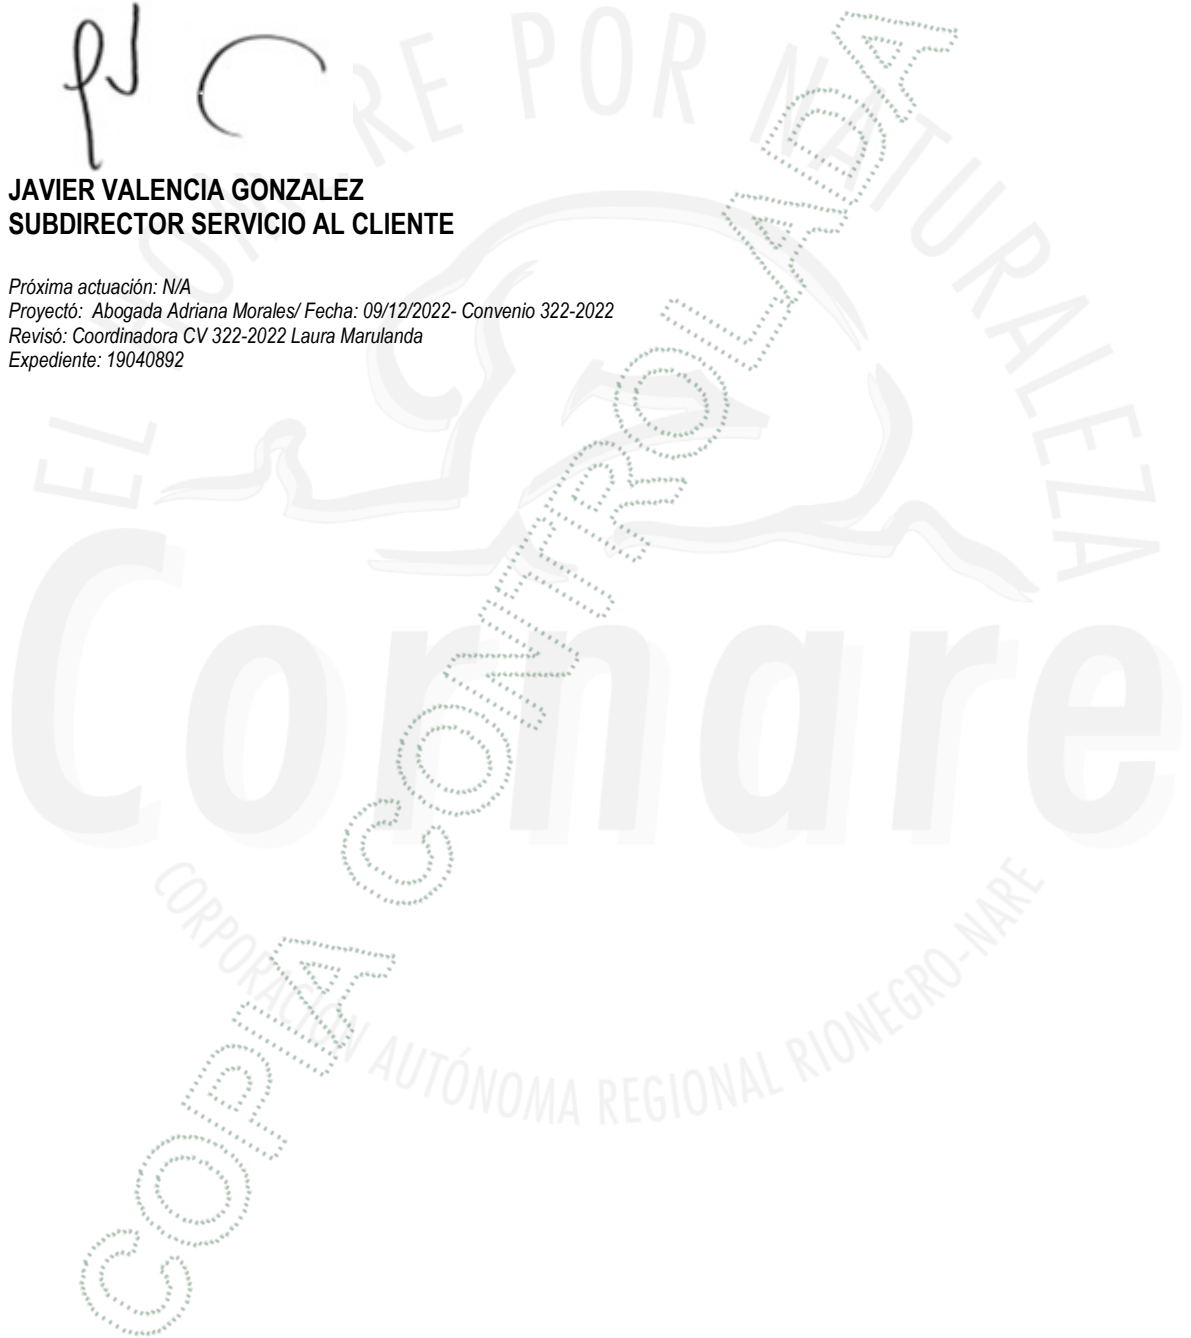 JAVIER VALENCIA GONZALEZ
SUBDIRECTOR SERVICIO AL CLIENTE
Próxima actuación: N/A
Proyectó: Abogada Adriana Morales/ Fecha: 09/12/2022- Convenio 322-2022
Revisó: Coordinadora CV 322-2022 Laura Marulanda
Expediente: 19040892
EL HOMBRE POR NATURALEZA
Cornare
CORPORACIÓN AUTÓNOMA REGIONAL RIONEGRO-NARE
COPIA CONTROLADA